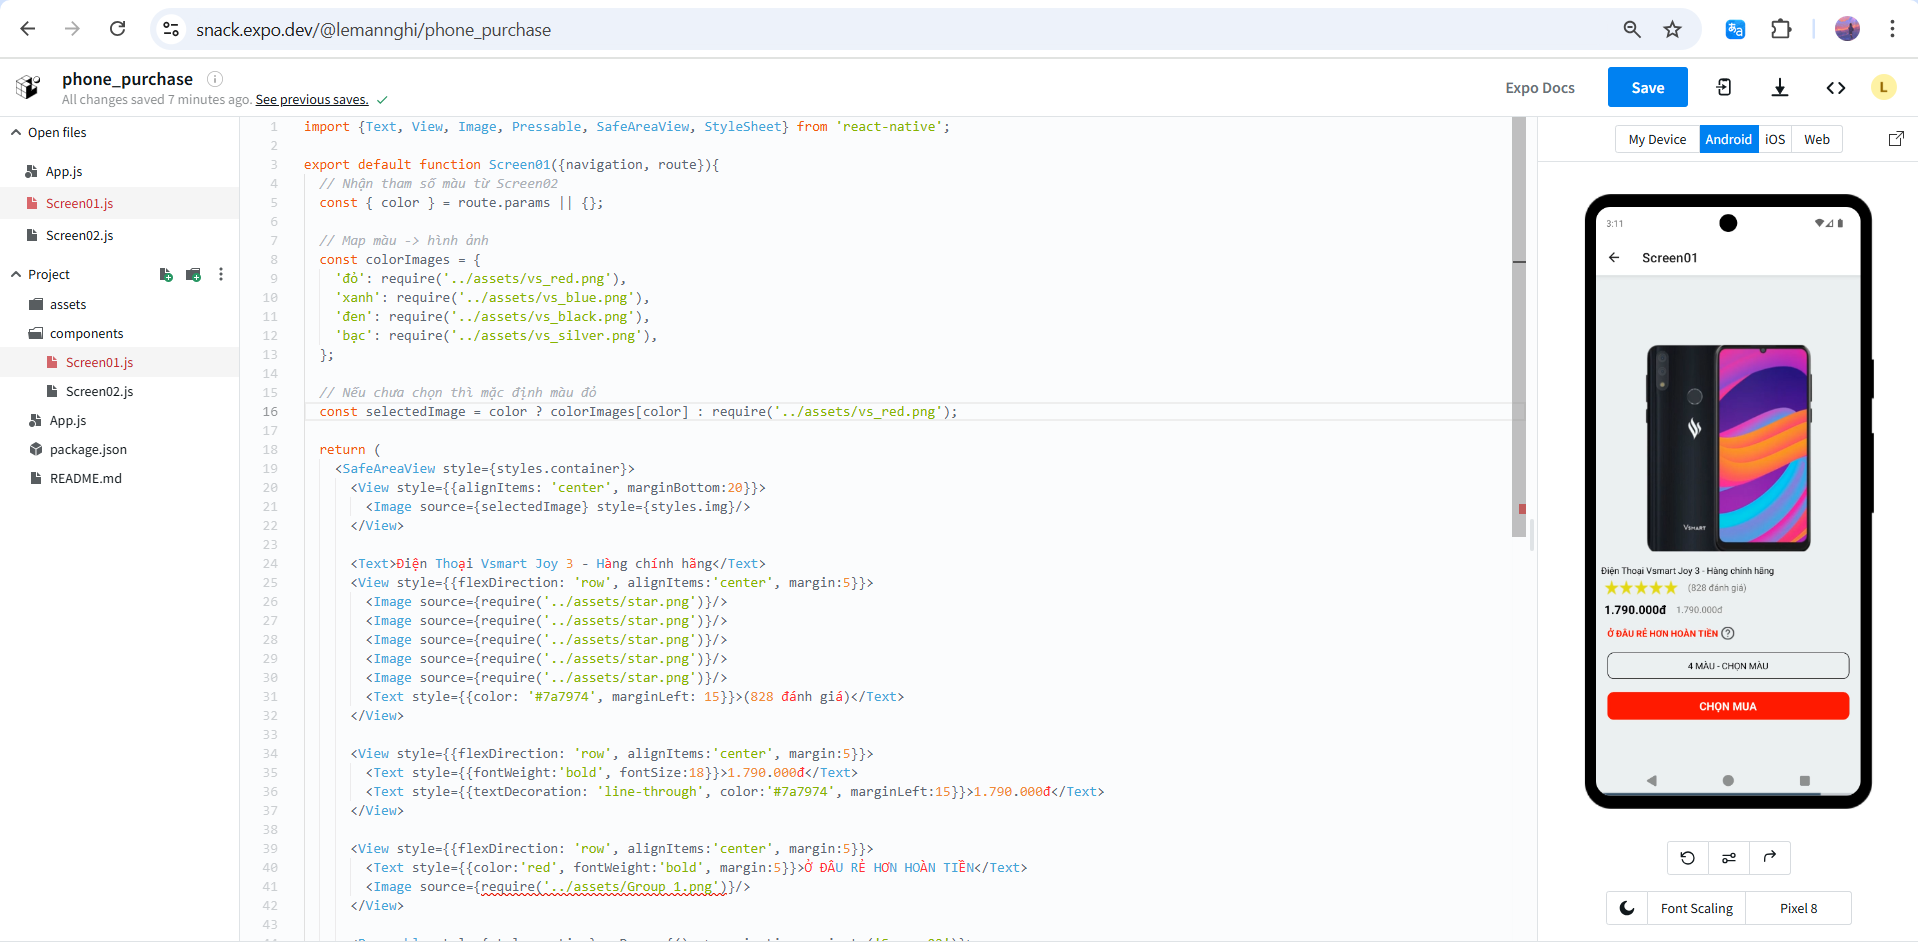 snack.expo.dev/@lemannghi/phone_purchase
phone_purchase
All changes saved 7 minutes ago. See previous saves.
Expo Docs
Save
L
Open files
App.js
Screen01.js
Screen02.js
Project
assets
components
Screen01.js
Screen02.js
App.js
package.json
README.md
1 import {Text, View, Image, Pressable, SafeAreaView, StyleSheet} from 'react-native';
2
3 export default function Screen01({navigation, route}){
4 // Nhận tham số màu từ Screen02
5 const { color } = route.params || {};
6
7 // Map màu -> hình ảnh
8 const colorImages = {
9 'đỏ': require('../assets/vs_red.png'),
10 'xanh': require('../assets/vs_blue.png'),
11 'đen': require('../assets/vs_black.png'),
12 'bạc': require('../assets/vs_silver.png'),
13 };
14
15 // Nếu chưa chọn thì mặc định màu đỏ
16 const selectedImage = color ? colorImages[color] : require('../assets/vs_red.png');
17
18 return (
19 <SafeAreaView style={styles.container}>
20 <View style={{alignItems: 'center', marginBottom:20}}>
21 <Image source={selectedImage} style={styles.img}/>
22 </View>
23
24 <Text>Điện Thoại Vsmart Joy 3 - Hàng chính hãng</Text>
25 <View style={{flexDirection: 'row', alignItems:'center', margin:5}}>
26 <Image source={require('../assets/star.png')}/>
27 <Image source={require('../assets/star.png')}/>
28 <Image source={require('../assets/star.png')}/>
29 <Image source={require('../assets/star.png')}/>
30 <Image source={require('../assets/star.png')}/>
31 <Text style={{color: '#7a7974', marginLeft: 15}}>(828 đánh giá)</Text>
32 </View>
33
34 <View style={{flexDirection: 'row', alignItems:'center', margin:5}}>
35 <Text style={{fontWeight:'bold', fontSize:18}}>1.790.000đ</Text>
36 <Text style={{textDecoration: 'line-through', color:'#7a7974', marginLeft:15}}>1.790.000đ</Text>
37 </View>
38
39 <View style={{flexDirection: 'row', alignItems:'center', margin:5}}>
40 <Text style={{color:'red', fontWeight:'bold', margin:5}}>Ở ĐÂU RẺ HƠN HOÀN TIỀN</Text>
41 <Image source={require('../assets/Group 1.png')}/>
42 </View>
43
My Device
Android
iOS
Web
3:11
Screen01
VSMART
Điện Thoại Vsmart Joy 3 - Hàng chính hãng
(828 đánh giá)
1.790.000đ 1.790.000đ
Ở ĐÂU RẺ HƠN HOÀN TIỀN ?
4 MÀU - CHỌN MÀU
CHỌN MUA
Font Scaling
Pixel 8